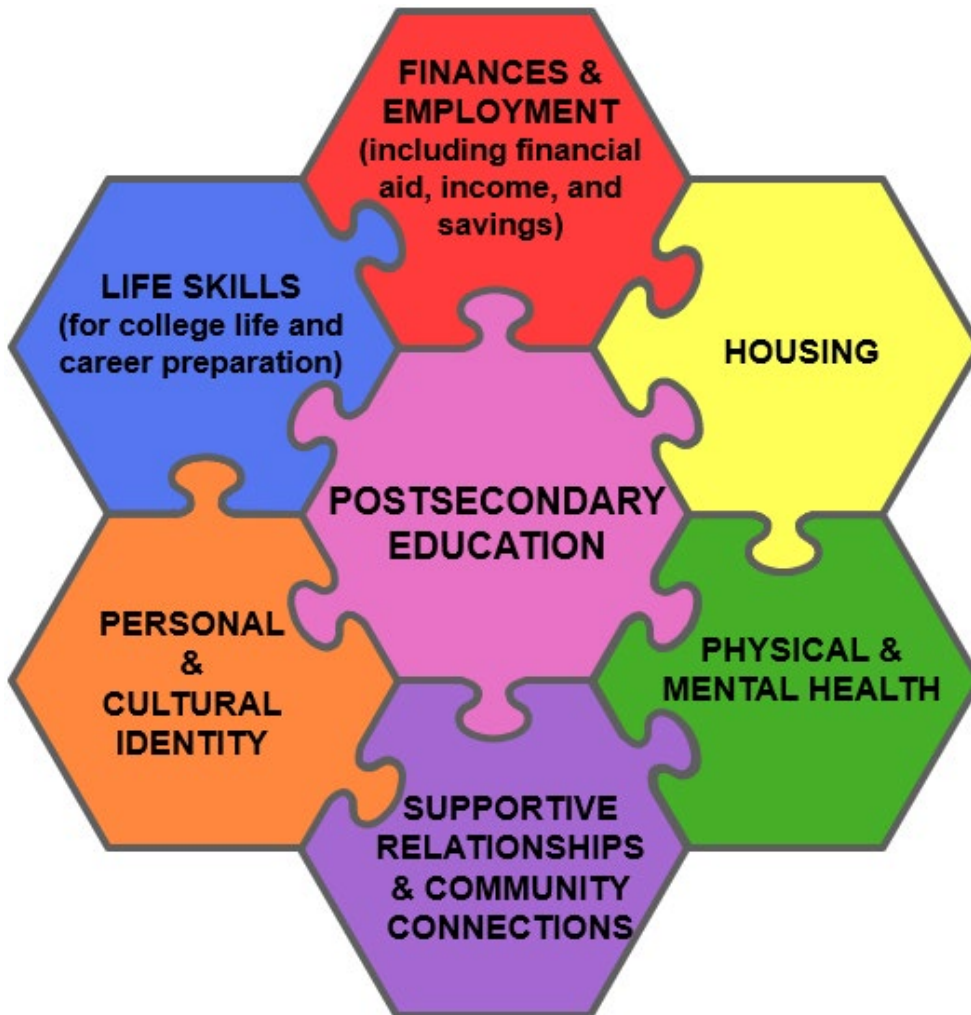 FINANCES &
EMPLOYMENT
(including financial
aid, income, and
savings)
LIFE SKILLS
(for college life and
career preparation)
HOUSING
POSTSECONDARY
EDUCATION
PERSONAL
&
CULTURAL
IDENTITY
PHYSICAL &
MENTAL HEALTH
SUPPORTIVE
RELATIONSHIPS
& COMMUNITY
CONNECTIONS